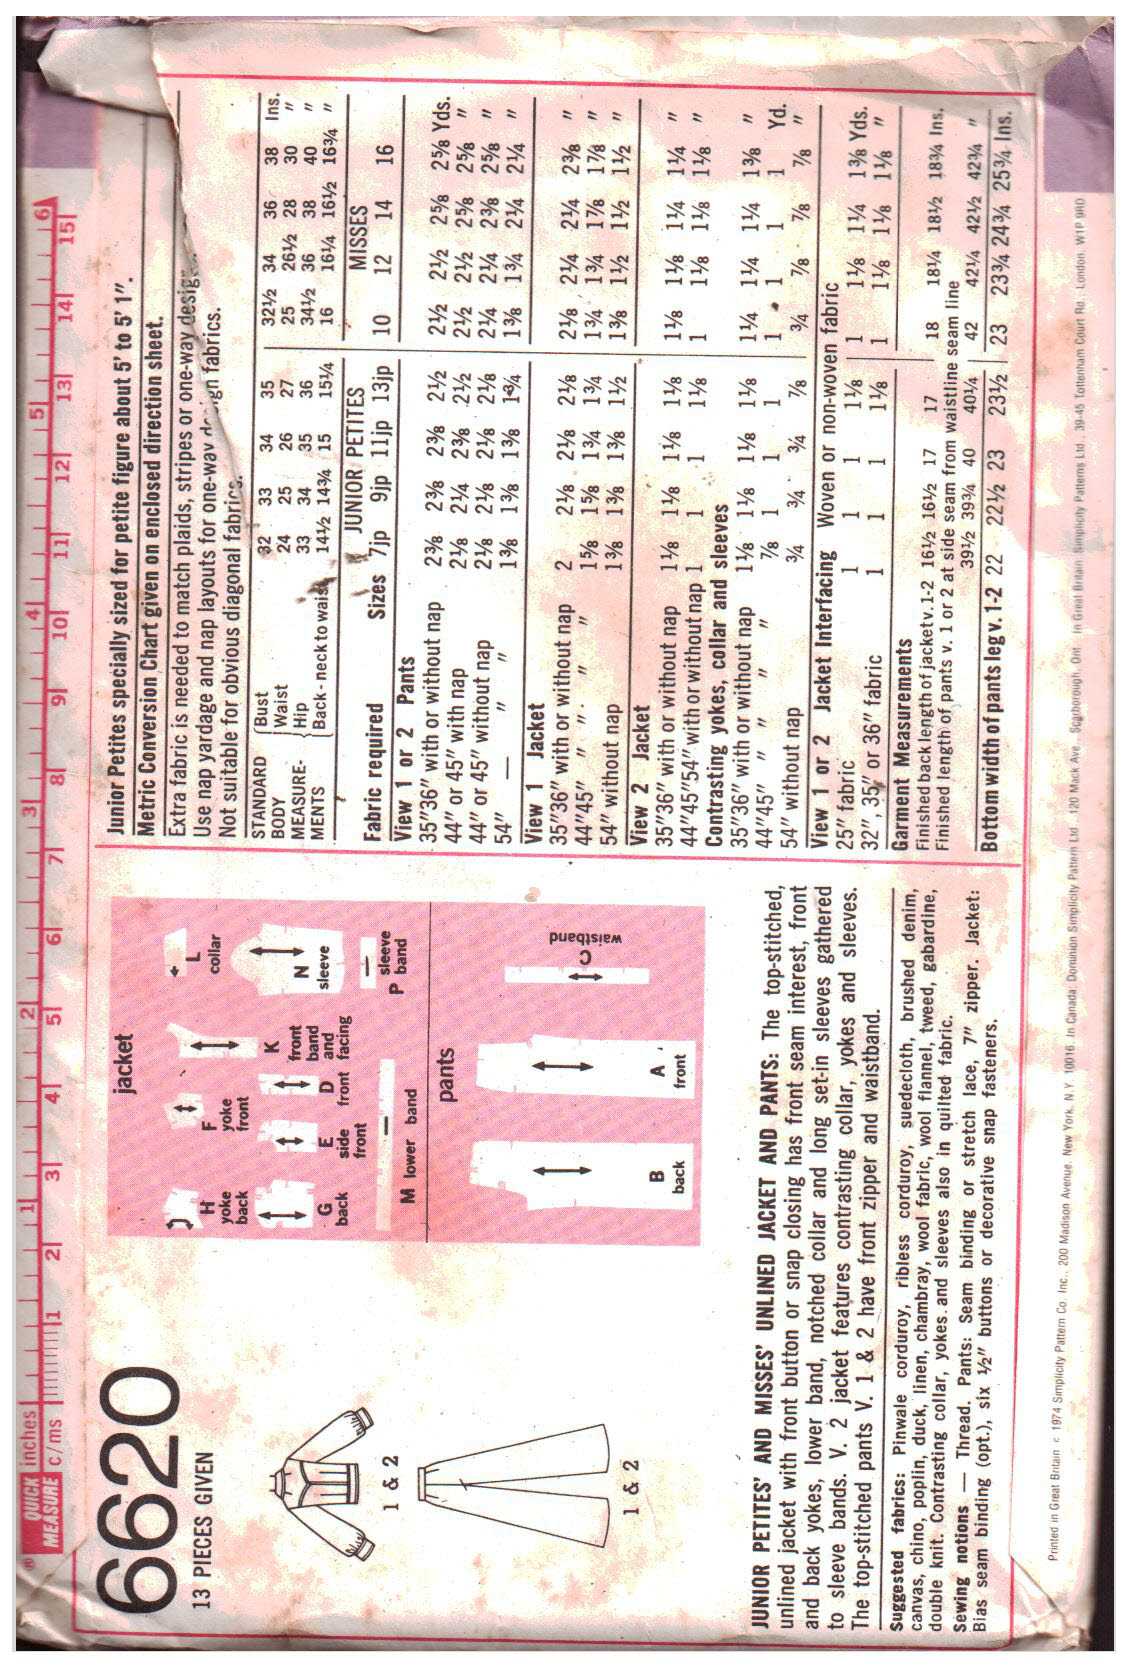 QUICK inches 1 2 3 4 5 6
MEASURE c/ms 1 2 3 4 5 6 7 8 9 10 11 12 13 14 15
®
6620
13 PIECES GIVEN
1 & 2
1 & 2
jacket
H
yoke
back
F
yoke
front
K
front
band
and
facing
L
collar
G
back
E
side
front
D
front
N
sleeve
M lower band
P sleeve
band
pants
B
back
A
front
C
waistband
JUNIOR PETITES' AND MISSES' UNLINED JACKET AND PANTS: The top-stitched,
unlined jacket with front button or snap closing has front seam interest, front
and back yokes, lower band, notched collar and long set-in sleeves gathered
to sleeve bands. V. 2 jacket features contrasting collar, yokes and sleeves.
The top-stitched pants V. 1 & 2 have front zipper and waistband.
Suggested fabrics: Pinwale corduroy, ribless corduroy, suedecloth, brushed denim,
canvas, chino, poplin, duck, linen, chambray, wool fabric, wool flannel, tweed, gabardine,
double knit. Contrasting collar, yokes and sleeves also in quilted fabric.
Sewing notions — Thread. Pants: Seam binding or stretch lace, 7" zipper. Jacket:
Bias seam binding (opt.), six ½" buttons or decorative snap fasteners.
Junior Petites specially sized for petite figure about 5' to 5' 1".
Metric Conversion Chart given on enclosed direction sheet.
Extra fabric is needed to match plaids, stripes or one-way design
Use nap yardage and nap layouts for one-way design fabrics.
Not suitable for obvious diagonal fabrics.
STANDARD Bust 32 33 34 35 32½ 34 36 38 Ins.
BODY Waist 24 25 26 27 25 26½ 28 30 "
MEASURE- Hip 33 34 35 36 34½ 36 38 40 "
MENTS Back - neck to waist 14½ 14¾ 15 15¼ 16 16¼ 16½ 16¾ "
JUNIOR PETITES MISSES
Fabric required Sizes 7jp 9jp 11jp 13jp 10 12 14 16
View 1 or 2 Pants
35"36" with or without nap 2⅜ 2⅜ 2⅜ 2½ 2½ 2½ 2⅝ 2⅝ Yds.
44" or 45" with nap 2⅛ 2¼ 2⅜ 2½ 2½ 2½ 2⅝ 2⅝ "
44" or 45" without nap 2⅛ 2⅛ 2⅛ 2⅛ 2¼ 2¼ 2⅜ 2⅝ "
54" — " 1⅜ 1⅜ 1⅜ 1¾ 1⅜ 1¾ 2¼ 2¼ "
View 1 Jacket
35"36" with or without nap 2 2⅛ 2⅛ 2⅛ 2⅛ 2¼ 2¼ 2⅜ "
44"45" " " " 1⅝ 1⅝ 1¾ 1¾ 1¾ 1¾ 1⅞ 1⅞ "
54" without nap 1⅜ 1⅜ 1⅜ 1½ 1⅜ 1½ 1½ 1½ "
View 2 Jacket
35"36" with or without nap 1⅛ 1⅛ 1⅛ 1⅛ 1⅛ 1⅛ 1¼ 1¼ "
44"45"54" with or without nap 1 1 1 1⅛ 1 1⅛ 1⅛ 1⅛ "
Contrasting yokes, collar and sleeves
35"36" with or without nap 1⅛ 1⅛ 1⅛ 1⅛ 1¼ 1¼ 1¼ 1⅜ "
44"45" " " " ⅞ 1 1 1 1 1 1 1 Yd.
54" without nap ¾ ¾ ¾ ⅞ ¾ ⅞ ⅞ ⅞ "
View 1 or 2 Jacket Interfacing Woven or non-woven fabric
25" fabric 1 1 1 1⅛ 1 1⅛ 1¼ 1⅜ Yds.
32", 35" or 36" fabric 1 1 1 1⅛ 1 1⅛ 1⅛ 1⅛ "
Garment Measurements
Finished back length of jacket v. 1-2 16½ 16½ 17 17 18 18¼ 18½ 18¾ Ins.
Finished length of pants v. 1 or 2 at side seam from waistline seam line
39½ 39¾ 40 40¼ 42 42¼ 42½ 42¾ "
Bottom width of pants leg v. 1-2 22 22½ 23 23½ 23 23¾ 24¾ 25¾ Ins.
Printed in Great Britain c 1974 Simplicity Pattern Co. Inc., 200 Madison Avenue, New York, N.Y. 10016. In Canada: Dominion Simplicity Pattern Ltd., 120 Mack Ave., Scarborough, Ont. In Great Britain Simplicity Patterns Ltd., 39-45 Tottenham Court Rd., London, W1P 9RD